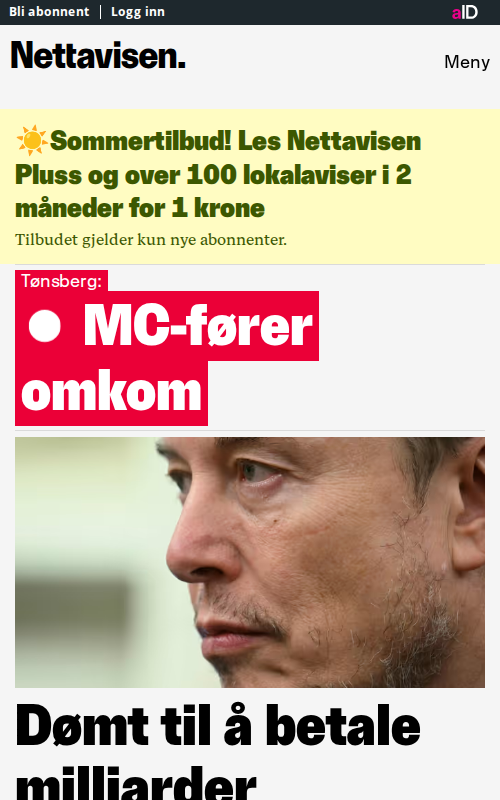 Bli abonnent | Logg inn
aID
Nettavisen.
Meny
☀️Sommertilbud! Les Nettavisen
Pluss og over 100 lokalaviser i 2
måneder for 1 krone
Tilbudet gjelder kun nye abonnenter.
Tønsberg:
● MC-fører
omkom
Dømt til å betale
milliarder